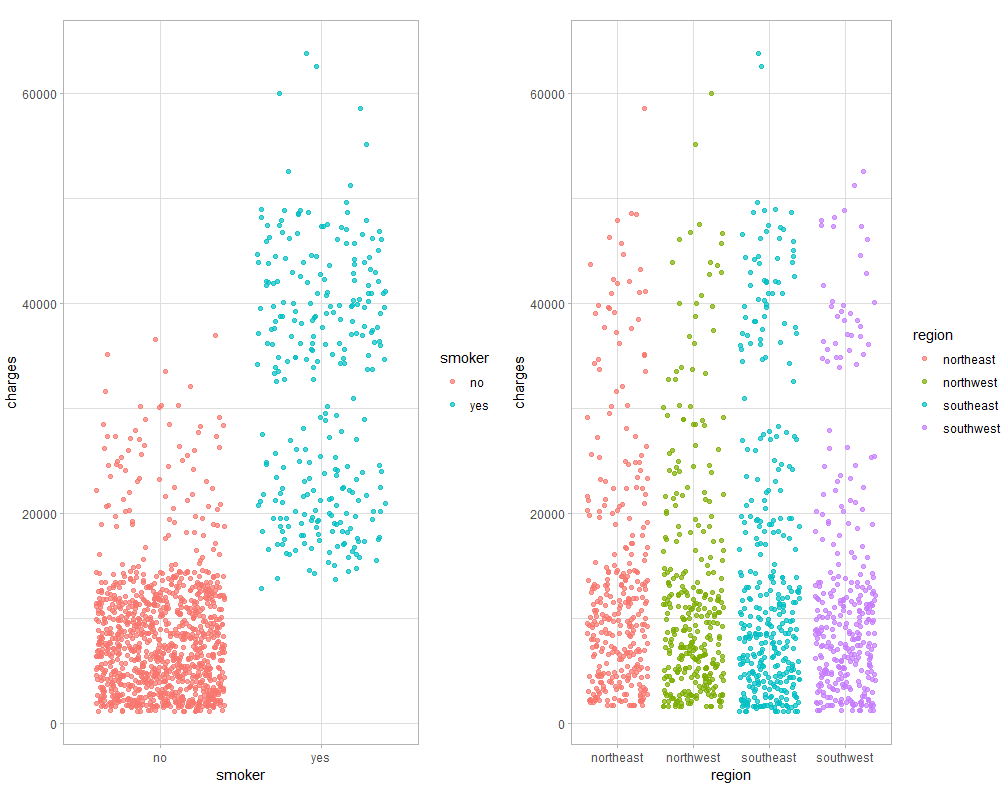 60000
40000
20000
0
charges
no
yes
smoker
smoker
no
yes
60000
40000
20000
0
charges
northeast
northwest
southeast
southwest
region
region
northeast
northwest
southeast
southwest